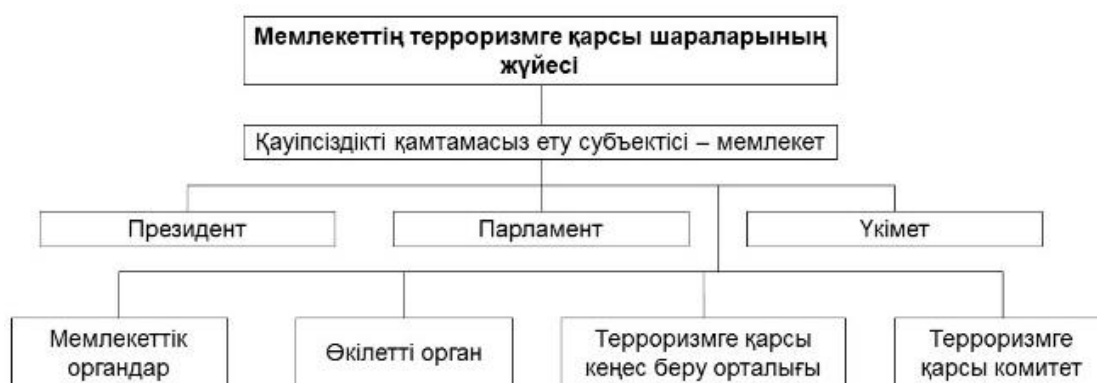 Мемлекеттің терроризмге қарсы шараларының
жүйесі
Қауіпсіздікті қамтамасыз ету субъектісі – мемлекет
Президент
Парламент
Үкімет
Мемлекеттік
органдар
Өкілетті орган
Терроризмге қарсы
кеңес беру орталығы
Терроризмге
қарсы комитет